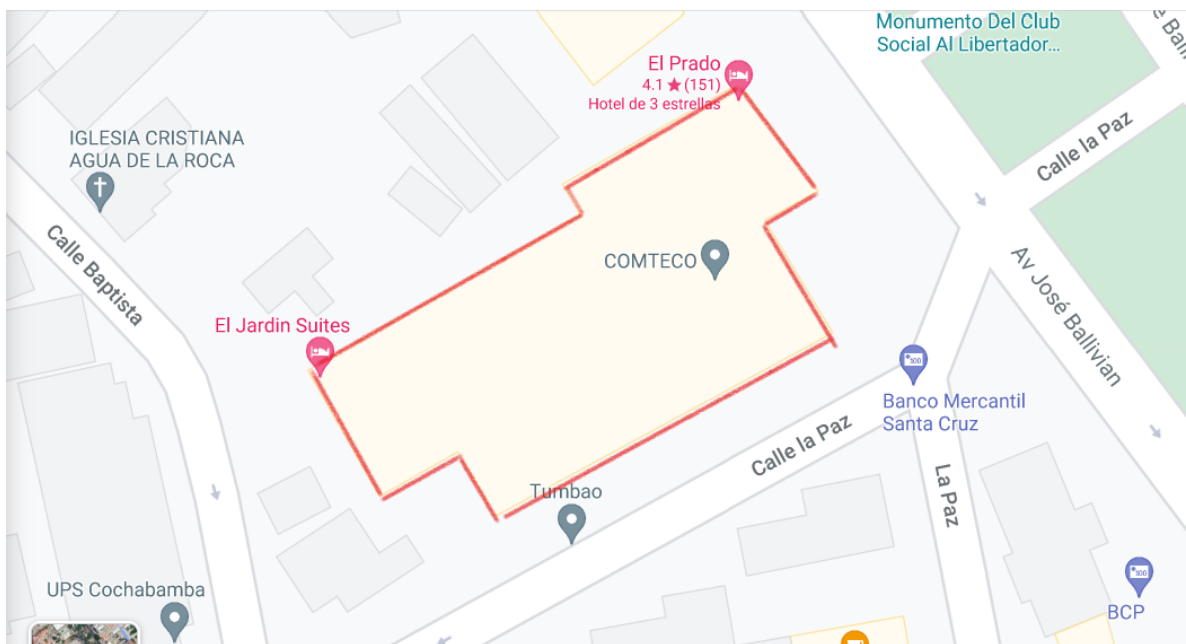 Monumento Del Club
Social Al Libertador...
El Prado
4.1 ★ (151)
Hotel de 3 estrellas
IGLESIA CRISTIANA
AGUA DE LA ROCA
Calle la Paz
Calle Baptista
COMTECO
Av José Ballivian
El Jardin Suites
Banco Mercantil
Santa Cruz
Calle la Paz
La Paz
Tumbao
UPS Cochabamba
BCP